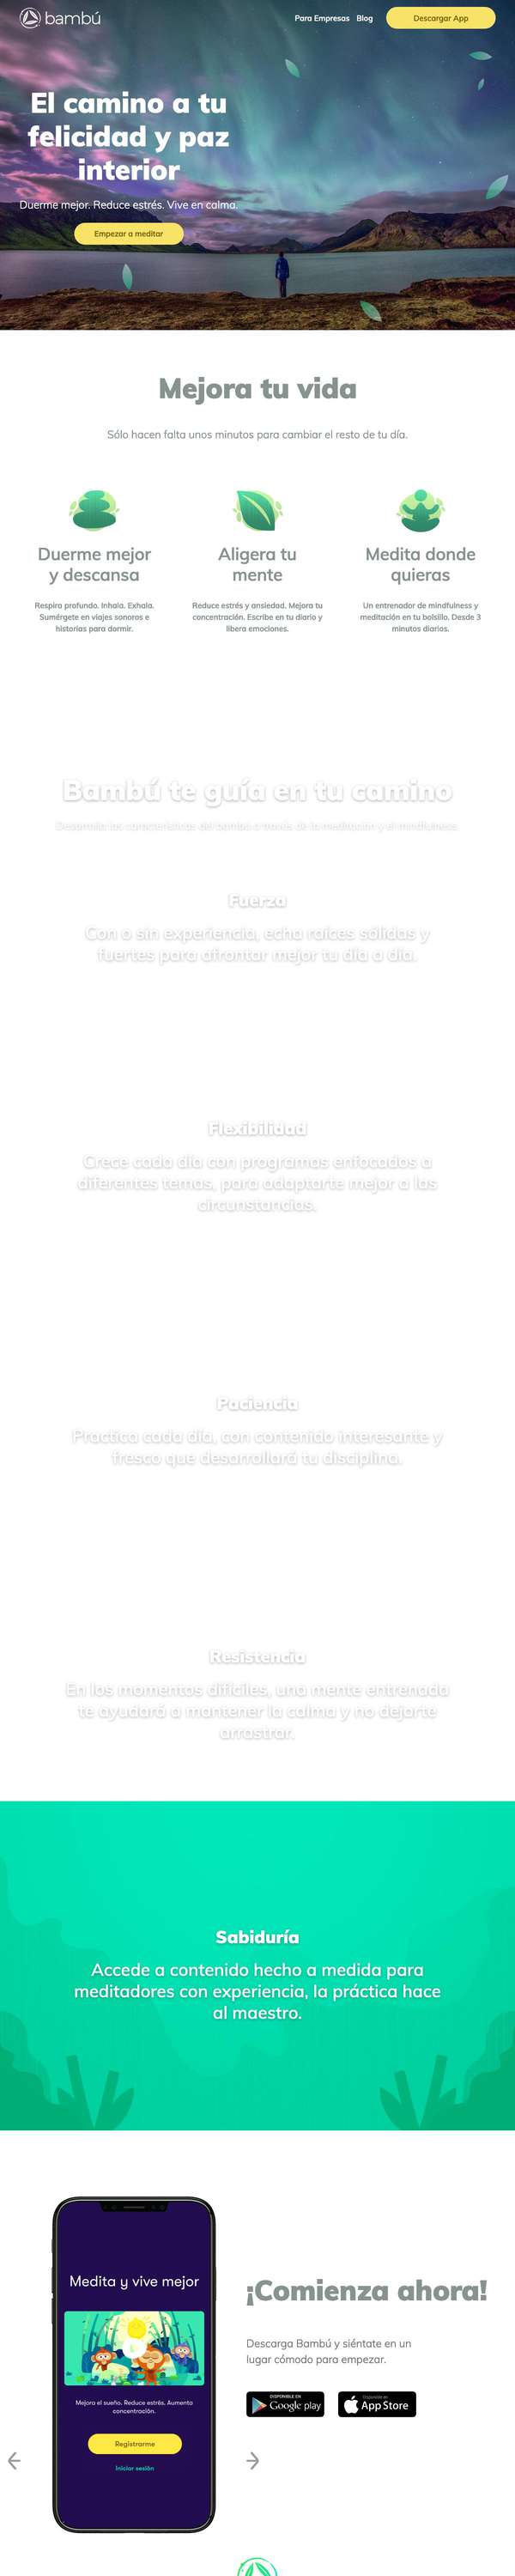 bambú
Para Empresas Blog Descargar App
El camino a tu
felicidad y paz
interior
Duerme mejor. Reduce estrés. Vive en calma.
Empezar a meditar
Mejora tu vida
Sólo hacen falta unos minutos para cambiar el resto de tu día.
Duerme mejor
y descansa
Respira profundo. Inhala. Exhala.
Sumérgete en viajes sonoros e
historias para dormir.
Aligera tu
mente
Reduce estrés y ansiedad. Mejora tu
concentración. Escribe en tu diario y
libera emociones.
Medita donde
quieras
Un entrenador de mindfulness y
meditación en tu bolsillo. Desde 3
minutos diarios.
Bambú te guía en tu camino
Desarrolla las características del bambú a través de la meditación y el mindfulness.
Fuerza
Con o sin experiencia, echa raíces sólidas y
fuertes para afrontar mejor tu día a día.
Flexibilidad
Crece cada día con programas enfocados a
diferentes temas, para adaptarte mejor a las
circunstancias.
Paciencia
Practica cada día, con contenido interesante y
fresco que desarrollará tu disciplina.
Resistencia
En los momentos difíciles, una mente entrenada
te ayudará a mantener la calma y no dejarte
arrastrar.
Sabiduría
Accede a contenido hecho a medida para
meditadores con experiencia, la práctica hace
al maestro.
Medita y vive mejor
Mejora el sueño. Reduce estrés. Aumenta
concentración.
Registrarme
Iniciar sesión
¡Comienza ahora!
Descarga Bambú y siéntate en un
lugar cómodo para empezar.
DISPONIBLE EN
Google play
App Store